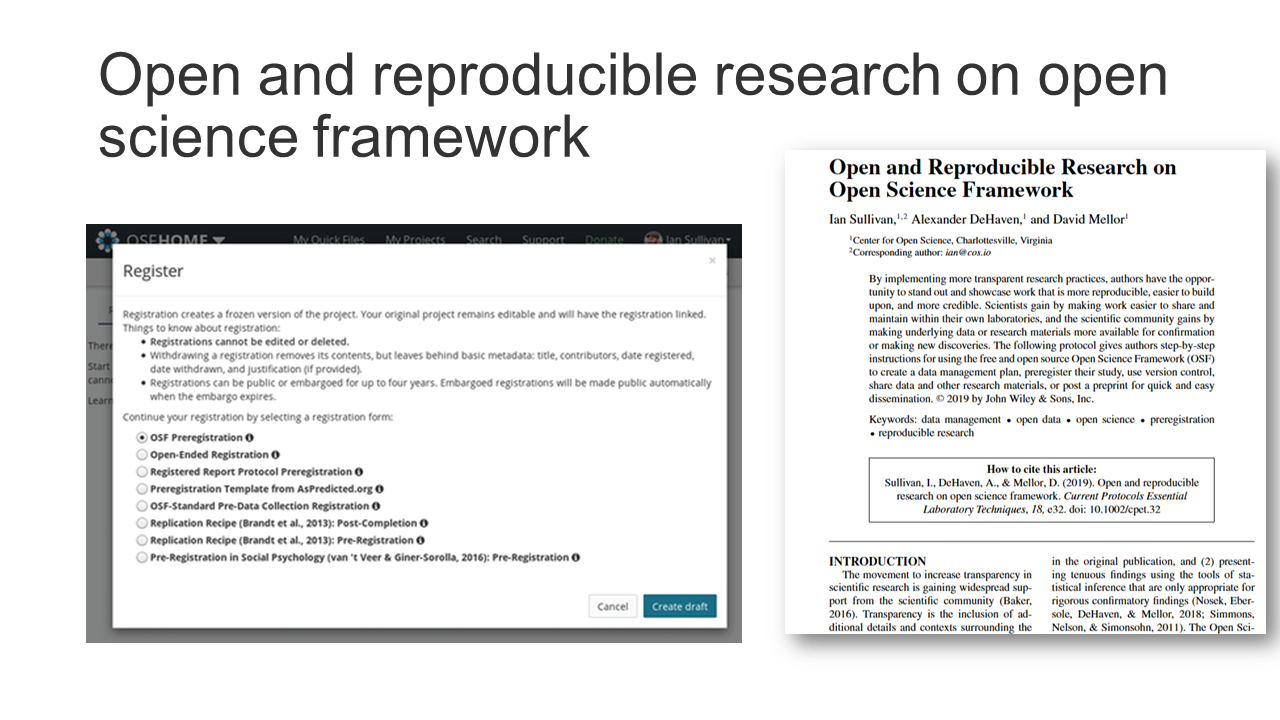 Open and reproducible research on open
science framework
OSFHOME
My Quick Files My Projects Search Support Donate Ian Sullivan
Register
×
Registration creates a frozen version of the project. Your original project remains editable and will have the registration linked.
Things to know about registration:
• Registrations cannot be edited or deleted.
• Withdrawing a registration removes its contents, but leaves behind basic metadata: title, contributors, date registered,
date withdrawn, and justification (if provided).
• Registrations can be public or embargoed for up to four years. Embargoed registrations will be made public automatically
when the embargo expires.
Continue your registration by selecting a registration form:
OSF Preregistration
Open-Ended Registration
Registered Report Protocol Preregistration
Preregistration Template from AsPredicted.org
OSF-Standard Pre-Data Collection Registration
Replication Recipe (Brandt et al., 2013): Post-Completion
Replication Recipe (Brandt et al., 2013): Pre-Registration
Pre-Registration in Social Psychology (van 't Veer & Giner-Sorolla, 2016): Pre-Registration
Cancel Create draft
There
Start
cann
Learn
Open and Reproducible Research on
Open Science Framework
Ian Sullivan,1,2 Alexander DeHaven,1 and David Mellor1
1Center for Open Science, Charlottesville, Virginia
2Corresponding author: ian@cos.io
By implementing more transparent research practices, authors have the oppor-
tunity to stand out and showcase work that is more reproducible, easier to build
upon, and more credible. Scientists gain by making work easier to share and
maintain within their own laboratories, and the scientific community gains by
making underlying data or research materials more available for confirmation
or making new discoveries. The following protocol gives authors step-by-step
instructions for using the free and open source Open Science Framework (OSF)
to create a data management plan, preregister their study, use version control,
share data and other research materials, or post a preprint for quick and easy
dissemination. © 2019 by John Wiley & Sons, Inc.
Keywords: data management • open data • open science • preregistration
• reproducible research
How to cite this article:
Sullivan, I., DeHaven, A., & Mellor, D. (2019). Open and reproducible
research on open science framework. Current Protocols Essential
Laboratory Techniques, 18, e32. doi: 10.1002/cpet.32
INTRODUCTION
The movement to increase transparency in
scientific research is gaining widespread sup-
port from the scientific community (Baker,
2016). Transparency is the inclusion of ad-
ditional details and contexts surrounding the
in the original publication, and (2) present-
ing tenuous findings using the tools of sta-
tistical inference that are only appropriate for
rigorous confirmatory findings (Nosek, Eber-
sole, DeHaven, & Mellor, 2018; Simmons,
Nelson, & Simonsohn, 2011). The Open Sci-